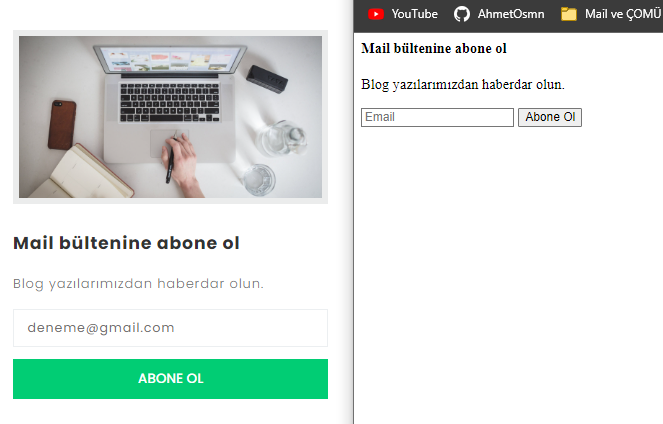 Mail bültenine abone ol
Blog yazılarımızdan haberdar olun.
deneme@gmail.com
ABONE OL
YouTube
AhmetOsmn
Mail ve ÇOMÜ
Mail bültenine abone ol
Blog yazılarımızdan haberdar olun.
Email
Abone Ol